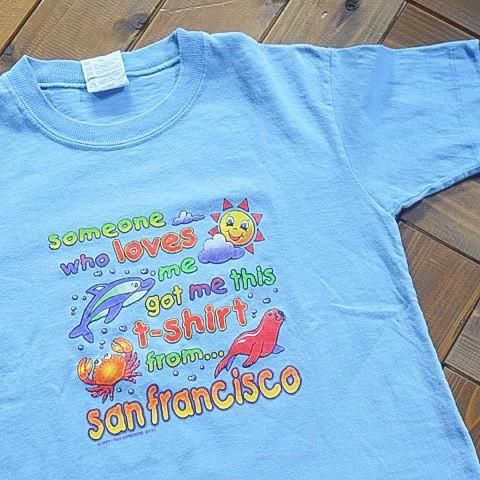 someone
who loves
me
got me this
t-shirt
from...
san francisco